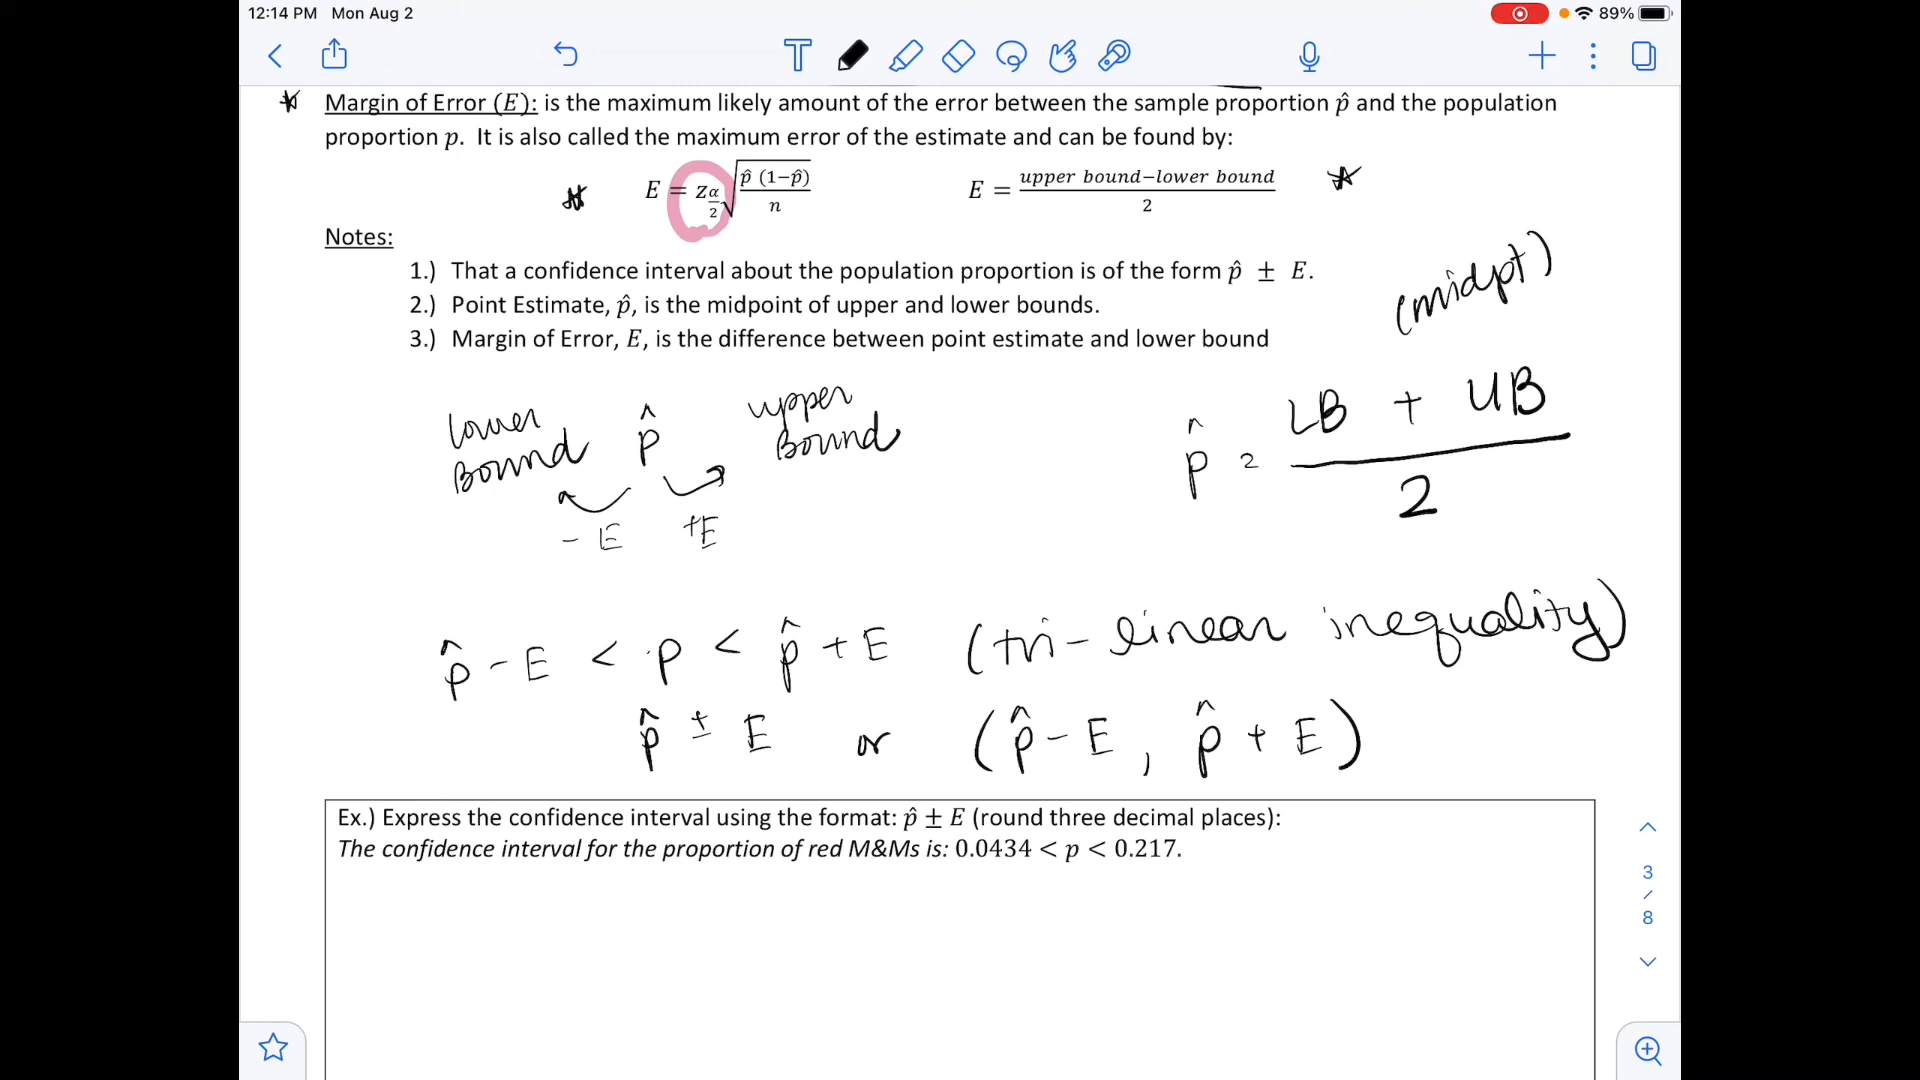 12:14 PM Mon Aug 2
89%
Margin of Error (E): is the maximum likely amount of the error between the sample proportion p̂ and the population
proportion p. It is also called the maximum error of the estimate and can be found by:
E = z_{α/2} √(p̂ (1−p̂) / n)
E = (upper bound−lower bound) / 2
Notes:
1.) That a confidence interval about the population proportion is of the form p̂ ± E.
2.) Point Estimate, p̂, is the midpoint of upper and lower bounds.
3.) Margin of Error, E, is the difference between point estimate and lower bound
(midpt)
lower Bound p̂ upper Bound
− E +E
p̂ = (LB + UB) / 2
p̂ − E < p < p̂ + E (tri-linear inequality)
p̂ ± E or (p̂ − E, p̂ + E)
Ex.) Express the confidence interval using the format: p̂ ± E (round three decimal places):
The confidence interval for the proportion of red M&Ms is: 0.0434 < p < 0.217.
3
/
8